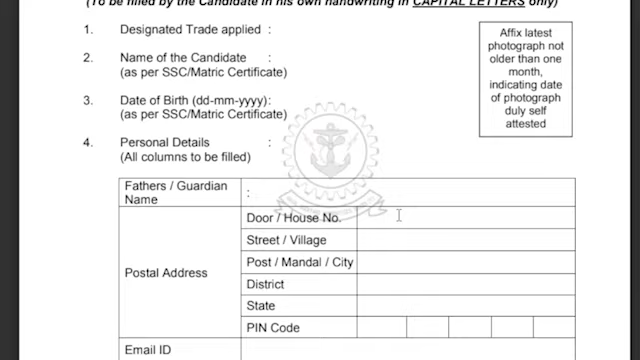 (To be filled by the Candidate in his own handwriting in CAPITAL LETTERS only)
1. Designated Trade applied :
2. Name of the Candidate :
(as per SSC/Matric Certificate)
3. Date of Birth (dd-mm-yyyy):
(as per SSC/Matric Certificate)
4. Personal Details :
(All columns to be filled)
Affix latest
photograph not
older than one
month,
indicating date
of photograph
duly self
attested
Fathers / Guardian
Name
:
Postal Address
Door / House No.
Street / Village
Post / Mandal / City
District
State
PIN Code
Email ID